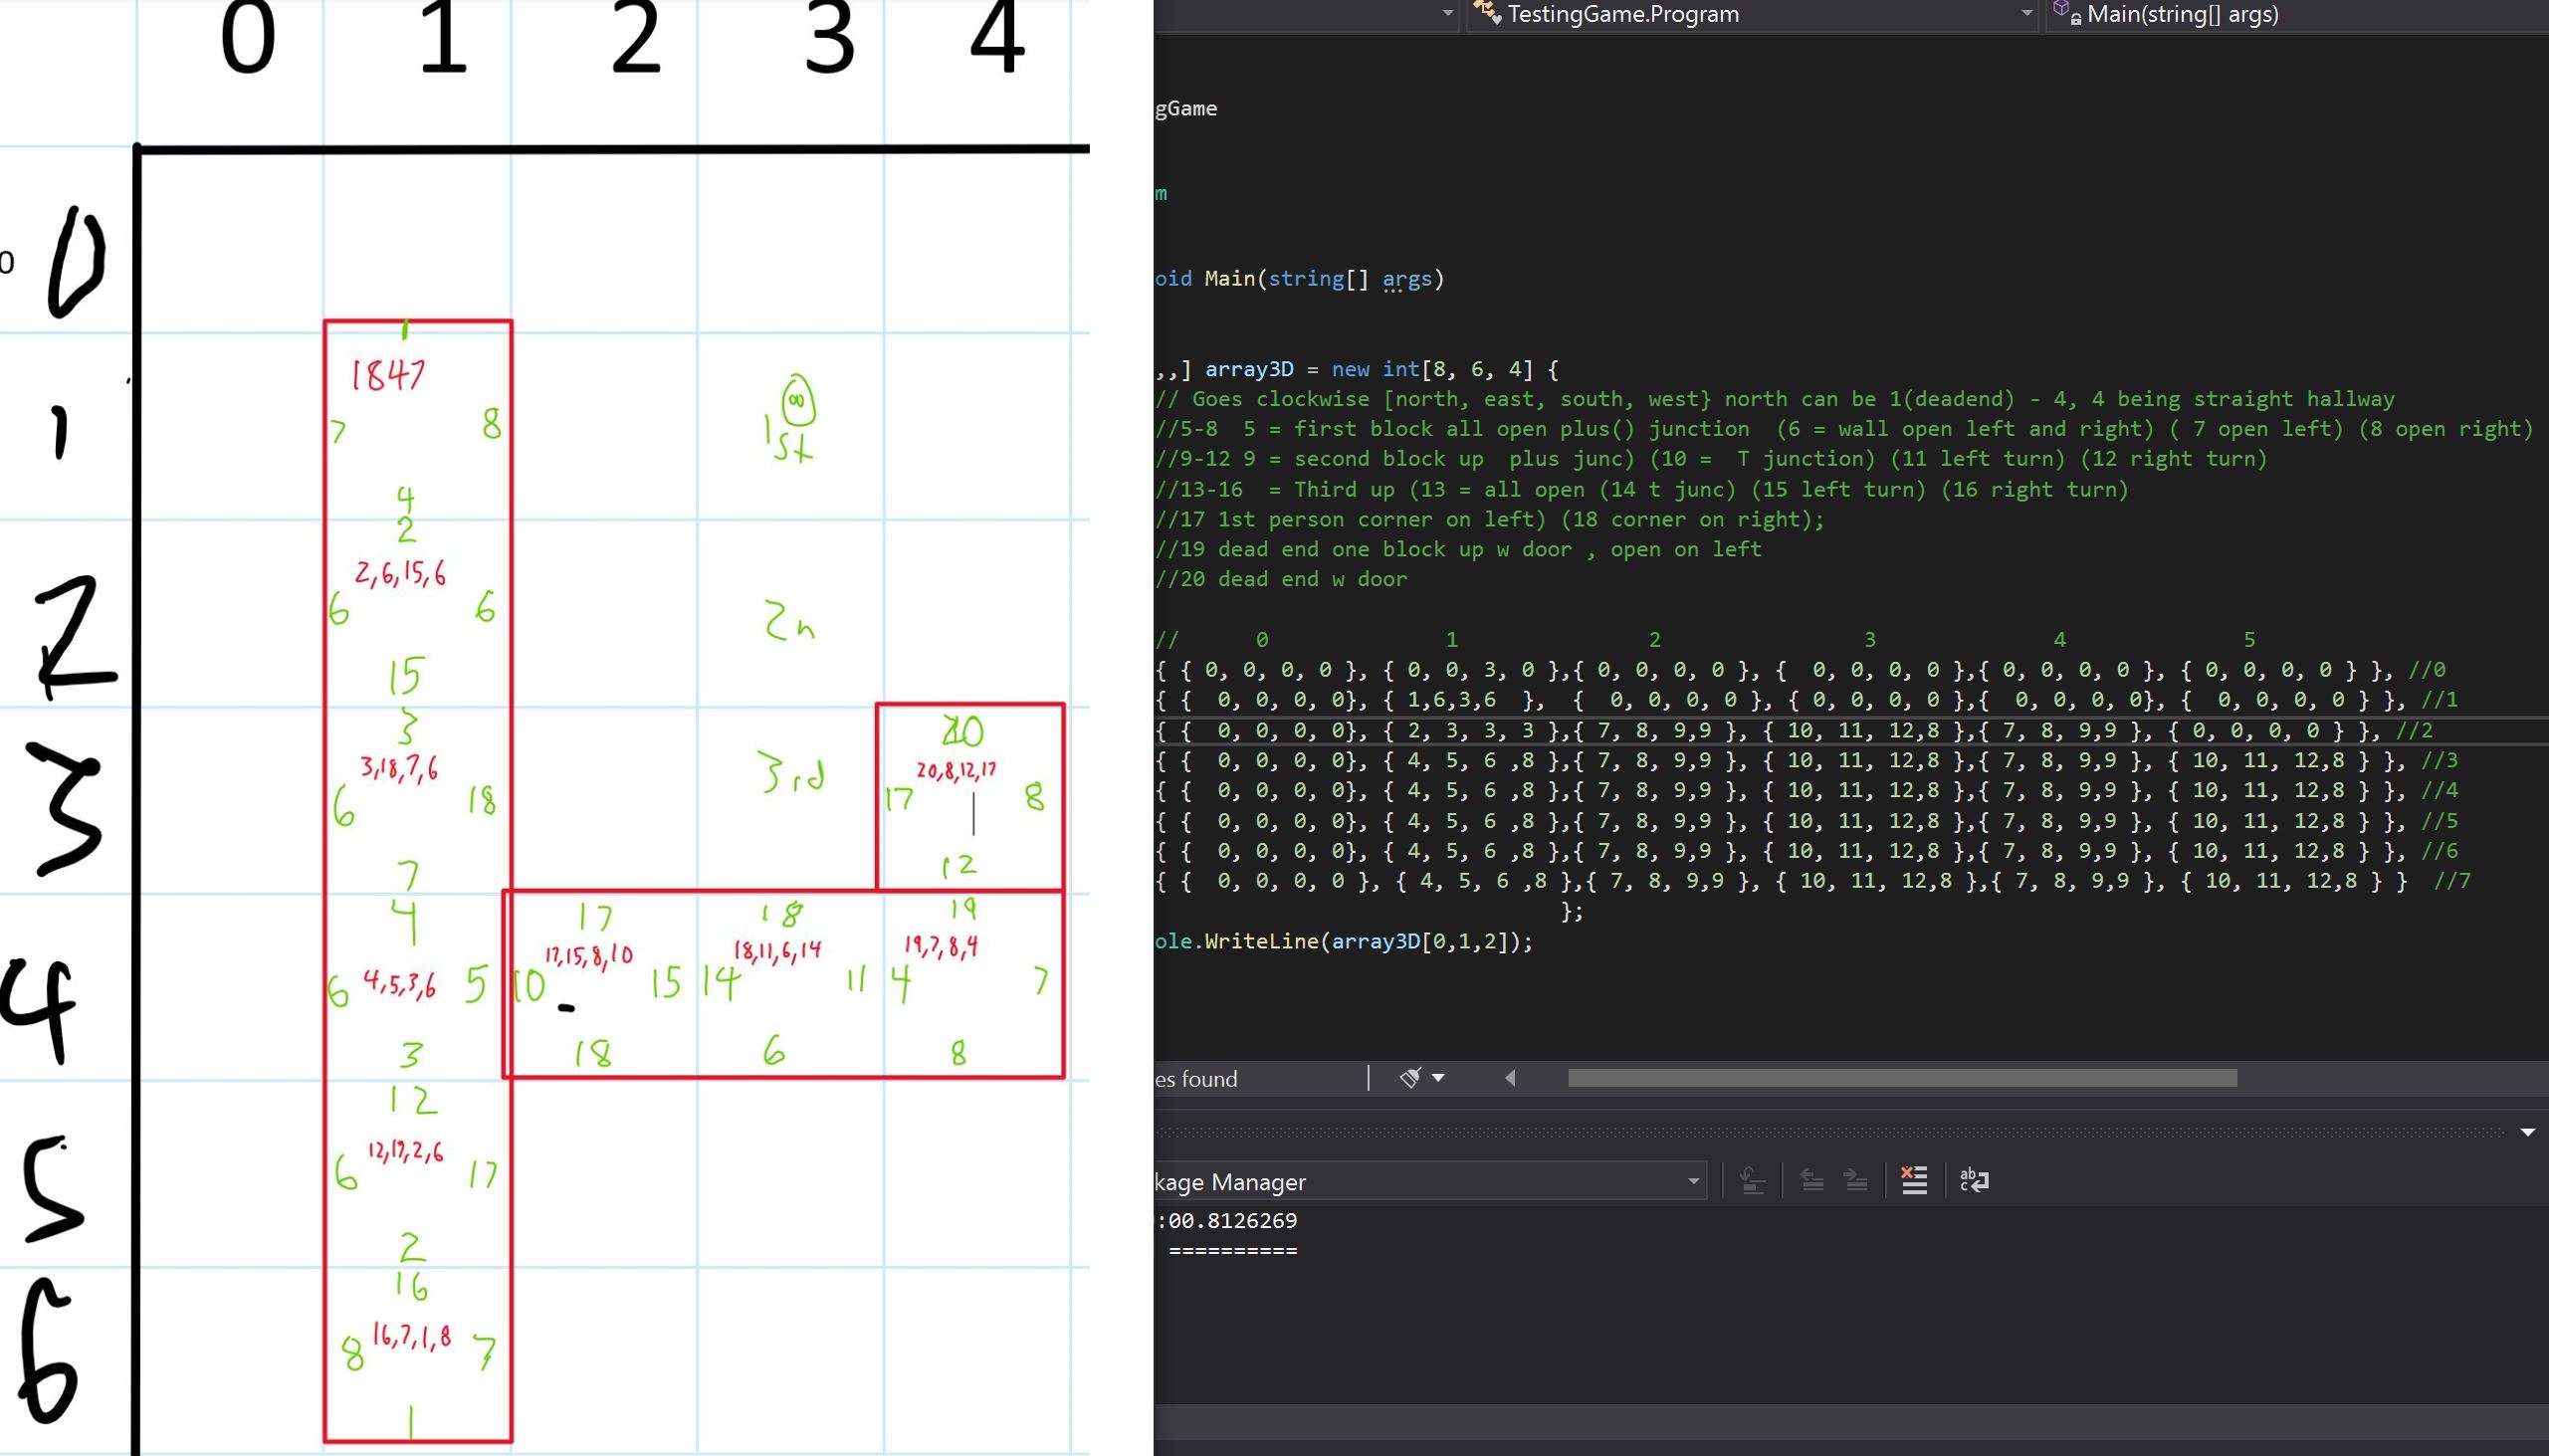 0 1 2 3 4
0 0
1
1847
7 8
1
1st
4
2
2,6,15,6
2
6 6
2n
15
3
20
3,18,7,6
3rd
20,8,12,17
3
6 18
17 | 8
7
12
4
17
18
19
17,15,8,10
18,11,6,14
19,7,8,4
4
6 4,5,3,6 5 10 - 15 14 11 4 7
3
18
6
8
12
12,17,2,6
5
6 17
2
16
16,7,1,8
6
8 7
1
TestingGame.Program
Main(string[] args)
gGame
m
oid Main(string[] args)
,,] array3D = new int[8, 6, 4] {
// Goes clockwise [north, east, south, west} north can be 1(deadend) - 4, 4 being straight hallway
//5-8  5 = first block all open plus() junction  (6 = wall open left and right) ( 7 open left) (8 open right)
//9-12 9 = second block up  plus junc) (10 =  T junction) (11 left turn) (12 right turn)
//13-16  = Third up (13 = all open (14 t junc) (15 left turn) (16 right turn)
//17 1st person corner on left) (18 corner on right);
//19 dead end one block up w door , open on left
//20 dead end w door
// 0 1 2 3 4 5
{ { 0, 0, 0, 0 }, { 0, 0, 3, 0 },{ 0, 0, 0, 0 }, {  0, 0, 0, 0 },{ 0, 0, 0, 0 }, { 0, 0, 0, 0 } }, //0
{ {  0, 0, 0, 0}, { 1,6,3,6  },  {  0, 0, 0, 0 }, { 0, 0, 0, 0 },{  0, 0, 0, 0}, {  0, 0, 0, 0 } }, //1
{ {  0, 0, 0, 0}, { 2, 3, 3, 3 },{ 7, 8, 9,9 }, { 10, 11, 12,8 },{ 7, 8, 9,9 }, { 0, 0, 0, 0 } }, //2
{ {  0, 0, 0, 0}, { 4, 5, 6 ,8 },{ 7, 8, 9,9 }, { 10, 11, 12,8 },{ 7, 8, 9,9 }, { 10, 11, 12,8 } }, //3
{ {  0, 0, 0, 0}, { 4, 5, 6 ,8 },{ 7, 8, 9,9 }, { 10, 11, 12,8 },{ 7, 8, 9,9 }, { 10, 11, 12,8 } }, //4
{ {  0, 0, 0, 0}, { 4, 5, 6 ,8 },{ 7, 8, 9,9 }, { 10, 11, 12,8 },{ 7, 8, 9,9 }, { 10, 11, 12,8 } }, //5
{ {  0, 0, 0, 0}, { 4, 5, 6 ,8 },{ 7, 8, 9,9 }, { 10, 11, 12,8 },{ 7, 8, 9,9 }, { 10, 11, 12,8 } }, //6
{ {  0, 0, 0, 0 }, { 4, 5, 6 ,8 },{ 7, 8, 9,9 }, { 10, 11, 12,8 },{ 7, 8, 9,9 }, { 10, 11, 12,8 } }  //7
};
ole.WriteLine(array3D[0,1,2]);
es found
kage Manager
:00.8126269
==========